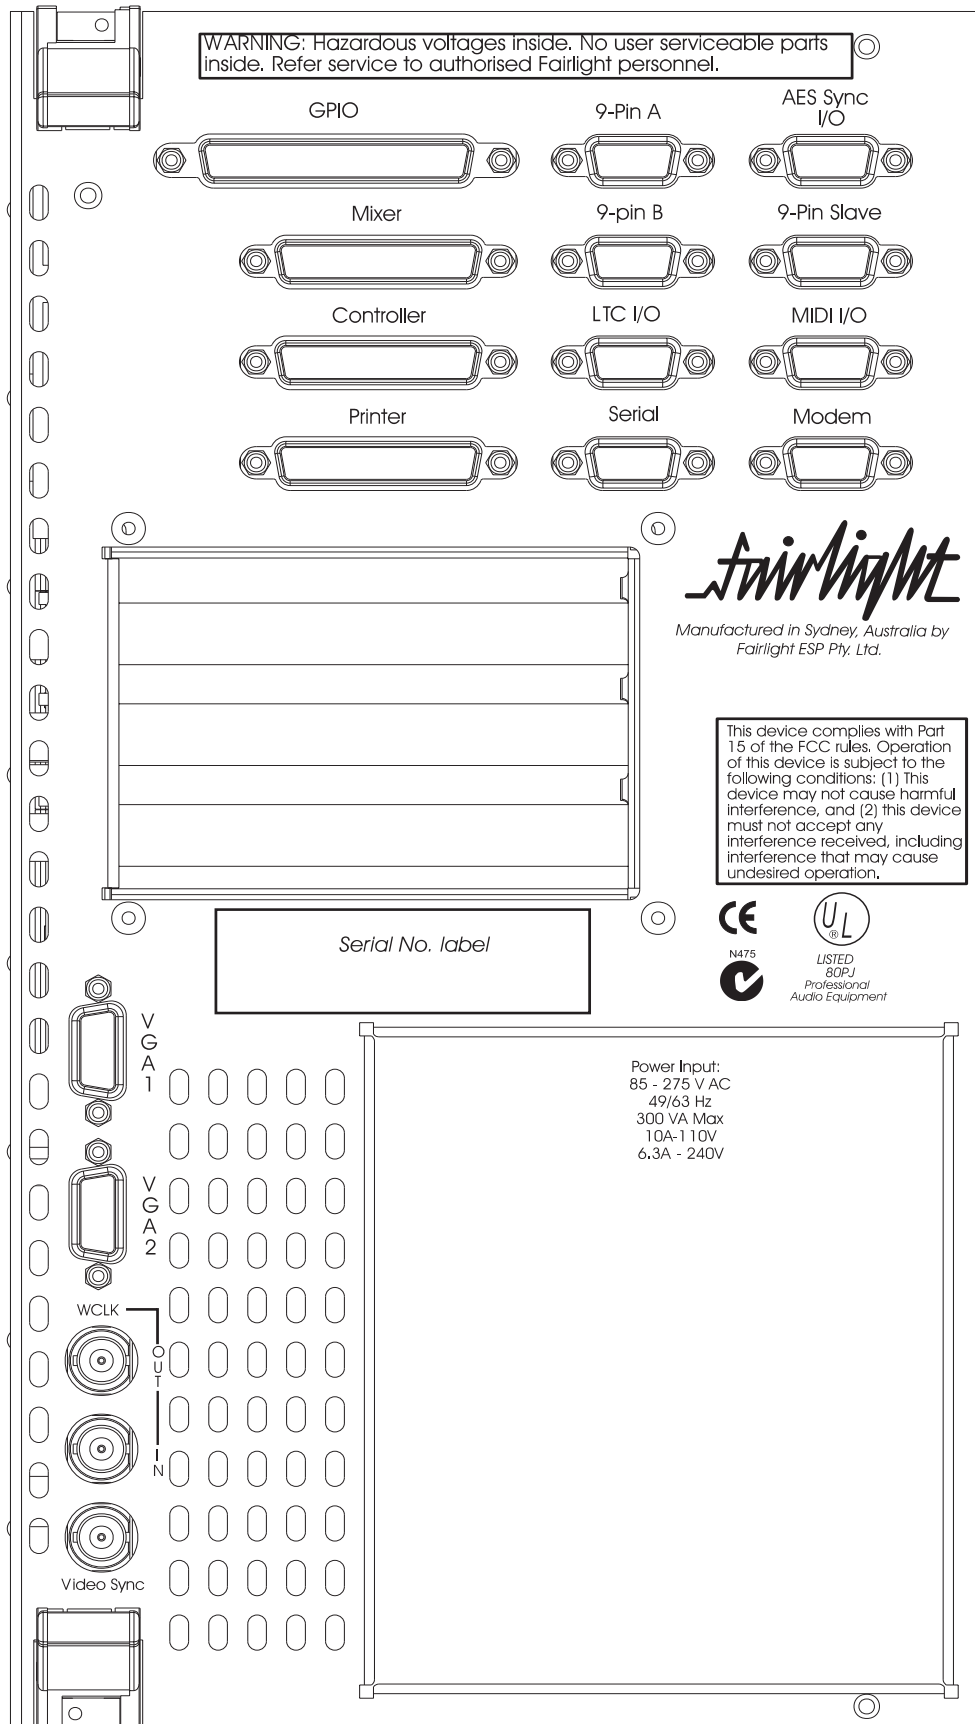 WARNING: Hazardous voltages inside. No user serviceable parts
inside. Refer service to authorised Fairlight personnel.
GPIO
9-Pin A
AES Sync
I/O
Mixer
9-pin B
9-Pin Slave
Controller
LTC I/O
MIDI I/O
Printer
Serial
Modem
fairlight
Manufactured in Sydney, Australia by
Fairlight ESP Pty. Ltd.
This device complies with Part
15 of the FCC rules. Operation
of this device is subject to the
following conditions: (1) This
device may not cause harmful
interference, and (2) this device
must not accept any
interference received, including
interference that may cause
undesired operation.
CE
UL
®
N475
LISTED
80PJ
Professional
Audio Equipment
Serial No. label
VGA1
VGA2
WCLK
OUT
IN
Video Sync
Power Input:
85 - 275 V AC
49/63 Hz
300 VA Max
10A-110V
6.3A - 240V